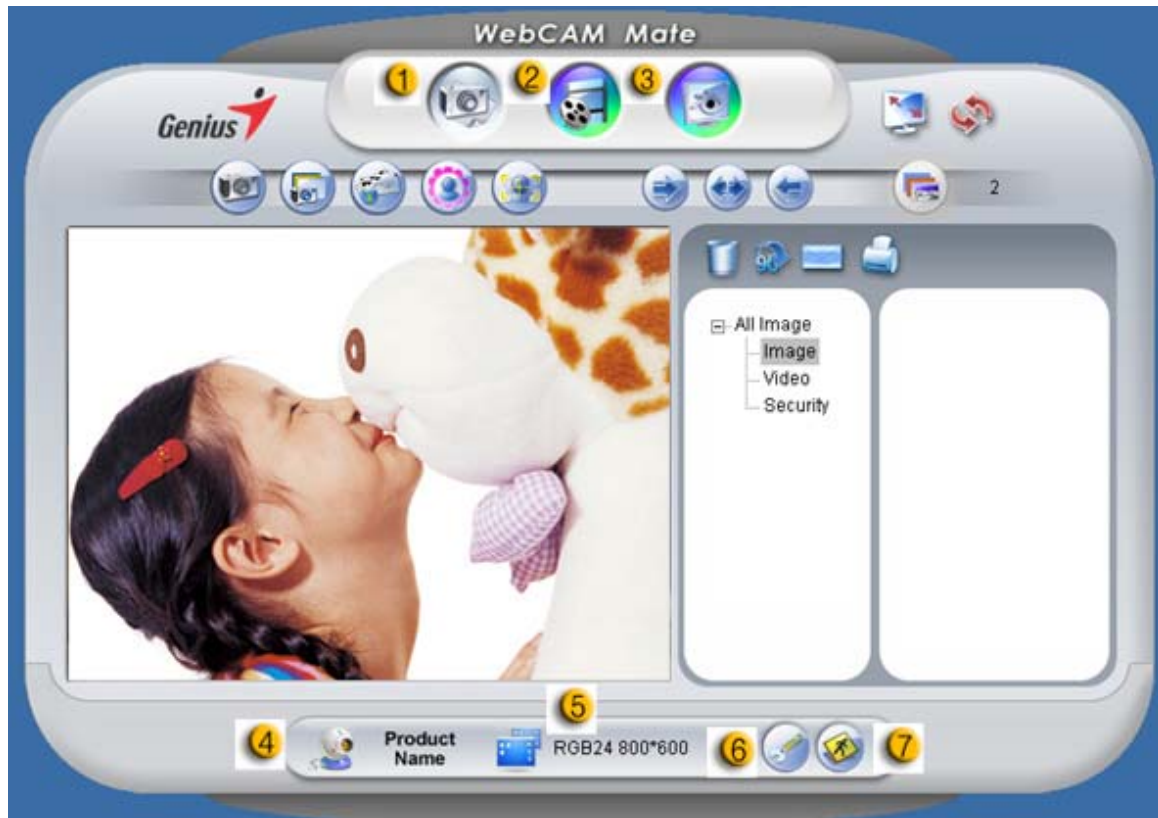 WebCAM Mate
1 2 3
Genius
2
90
All Image
Image
Video
Security
5
4 Product Name RGB24 800*600 6 7